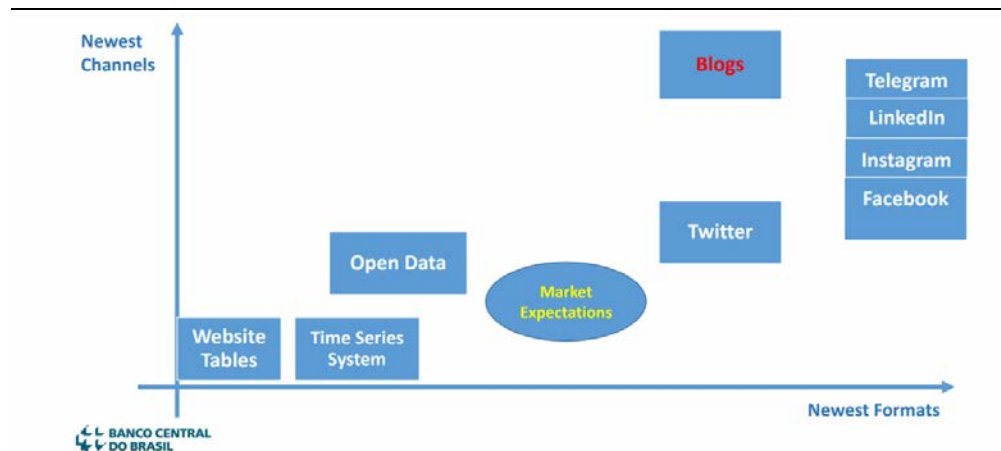 Newest
Channels
Blogs
Telegram
LinkedIn
Instagram
Facebook
Twitter
Open Data
Market
Expectations
Website
Tables
Time Series
System
Newest Formats
BANCO CENTRAL
DO BRASIL